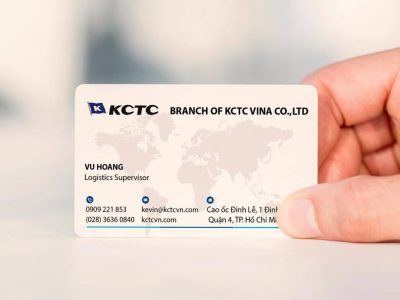 K KCTC BRANCH OF KCTC VINA CO.,LTD
VU HOANG
Logistics Supervisor
0909 221 853 kevin@kctcvn.com Cao ốc Đinh Lễ, 1 Đinh
(028) 3636 0840 kctcvn.com Quận 4, TP. Hồ Chí Mi